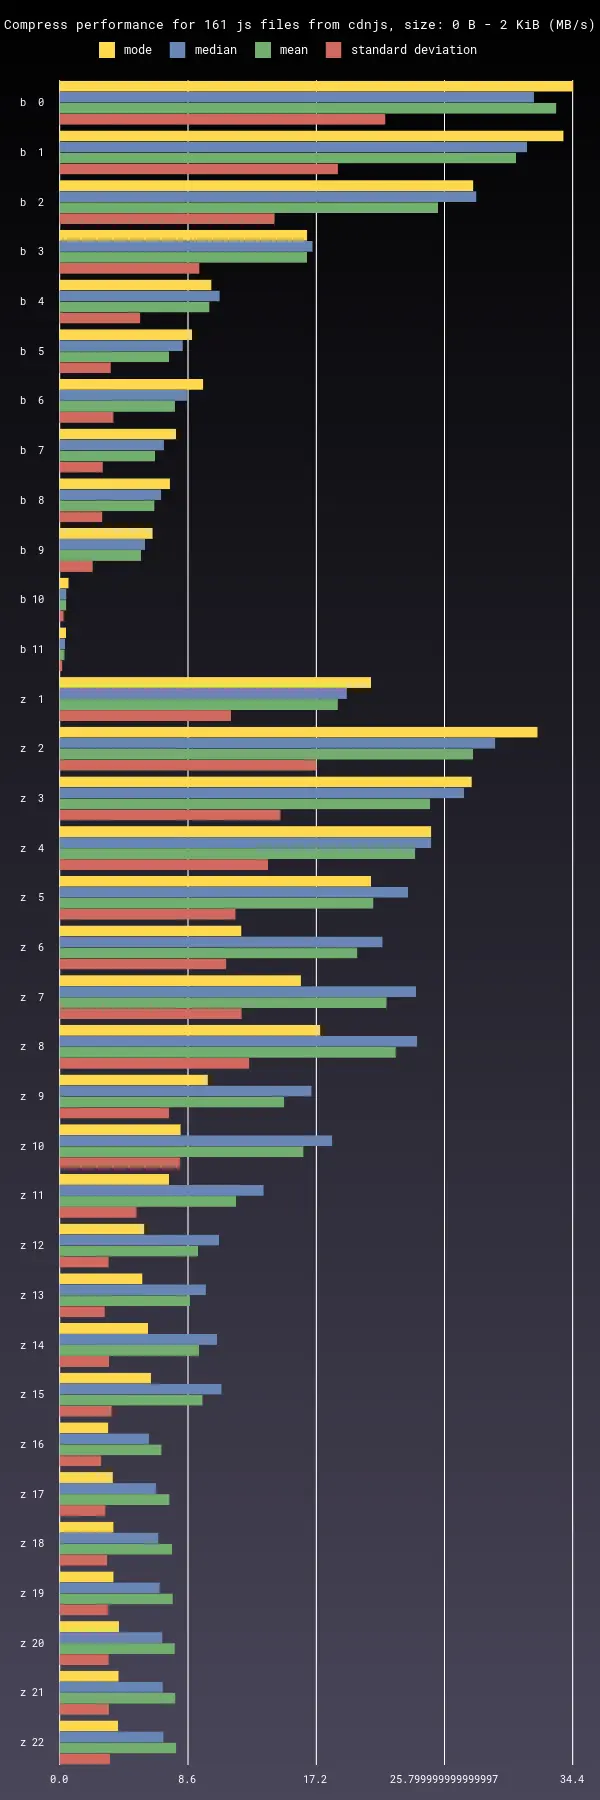 Compress performance for 161 js files from cdnjs, size: 0 B - 2 KiB (MB/s)
mode median mean standard deviation
b 0
b 1
b 2
b 3
b 4
b 5
b 6
b 7
b 8
b 9
b 10
b 11
z 1
z 2
z 3
z 4
z 5
z 6
z 7
z 8
z 9
z 10
z 11
z 12
z 13
z 14
z 15
z 16
z 17
z 18
z 19
z 20
z 21
z 22
0.0 8.6 17.2 25.799999999999997 34.4